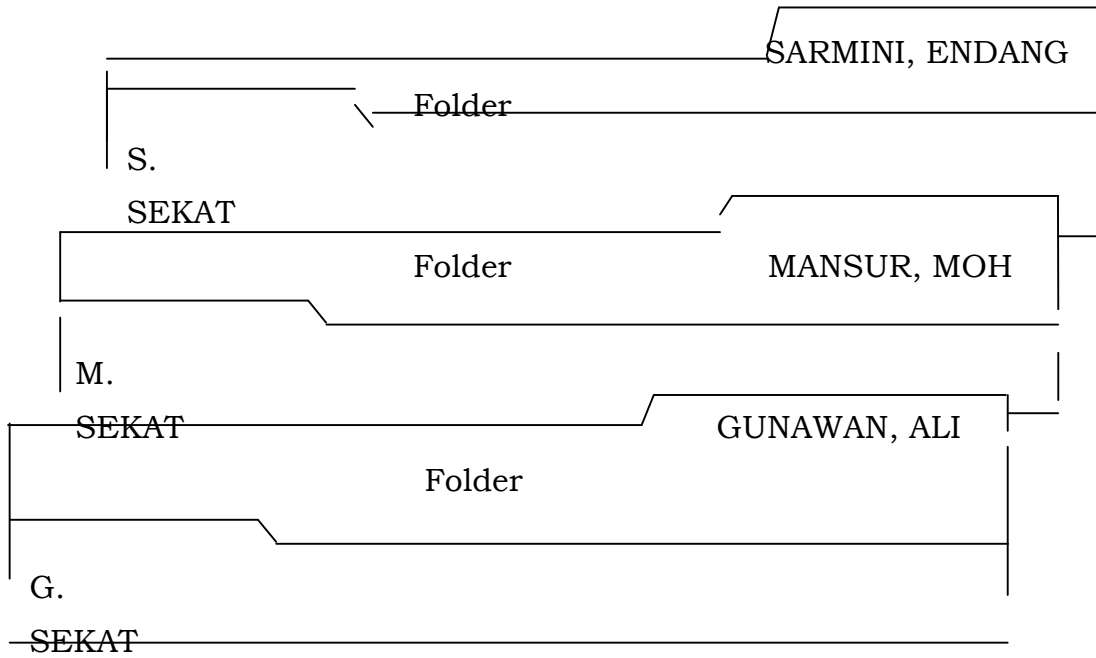 SARMINI, ENDANG
Folder
S.
SEKAT
Folder MANSUR, MOH
M.
SEKAT GUNAWAN, ALI
Folder
G.
SEKAT